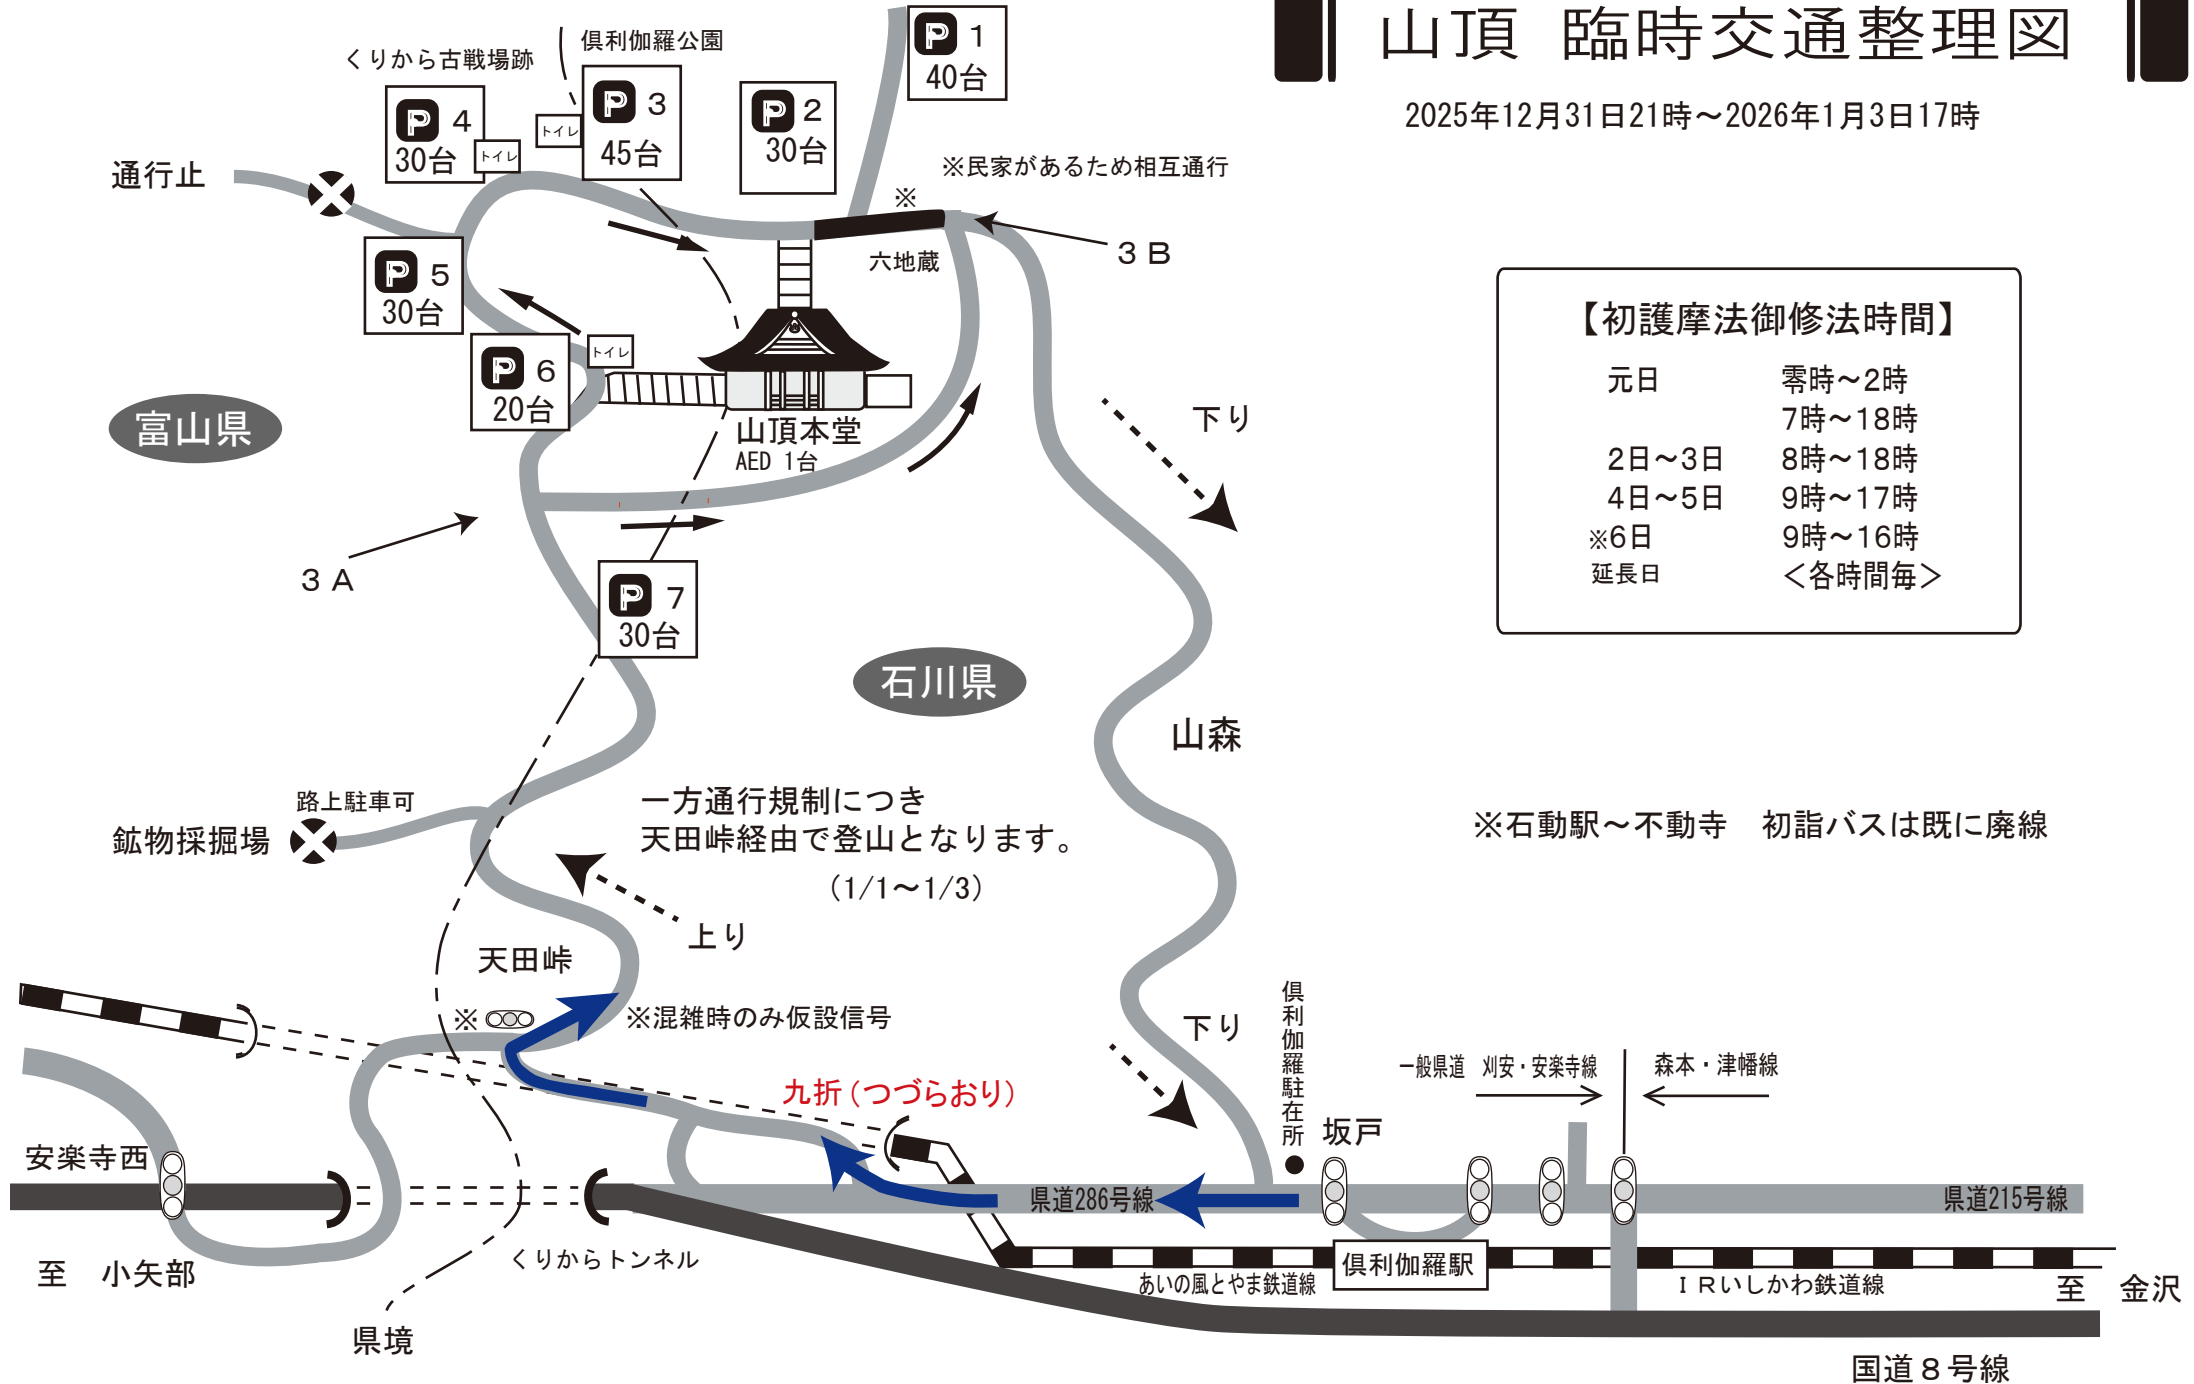 山頂 臨時交通整理図
2025年12月31日21時～2026年1月3日17時
くりから古戦場跡
倶利伽羅公園
P 1
40台
P 2
30台
P 3
45台
トイレ
P 4
30台
トイレ
通行止
※民家があるため相互通行
※
六地蔵
3B
P 5
30台
P 6
20台
トイレ
山頂本堂
AED 1台
富山県
下り
3A
P 7
30台
石川県
山森
【初護摩法御修法時間】
元日 零時～2時
7時～18時
2日～3日 8時～18時
4日～5日 9時～17時
※6日 9時～16時
延長日 ＜各時間毎＞
※石動駅～不動寺　初詣バスは既に廃線
路上駐車可
鉱物採掘場
一方通行規制につき
天田峠経由で登山となります。
（1/1～1/3）
上り
天田峠
※
※混雑時のみ仮設信号
下り
倶利伽羅駐在所
坂戸
一般県道 刈安・安楽寺線
森本・津幡線
九折（つづらおり）
安楽寺西
県道286号線
県道215号線
至 小矢部
くりからトンネル
県境
あいの風とやま鉄道線
倶利伽羅駅
ＩＲいしかわ鉄道線
至 金沢
国道８号線